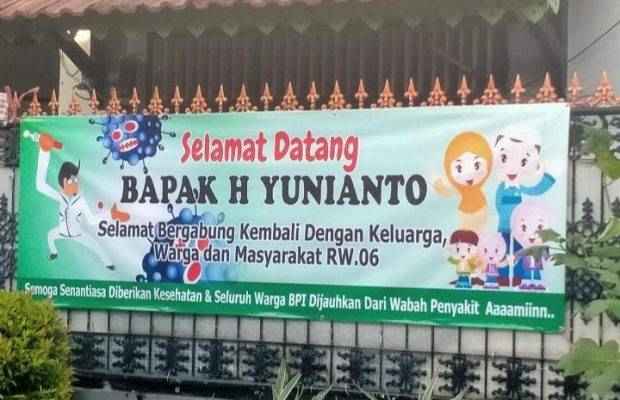 Selamat Datang
BAPAK H YUNIANTO
Selamat Bergabung Kembali Dengan Keluarga,
Warga dan Masyarakat RW.06
Semoga Senantiasa Diberikan Kesehatan & Seluruh Warga BPI Dijauhkan Dari Wabah Penyakit Aaaamiinn..